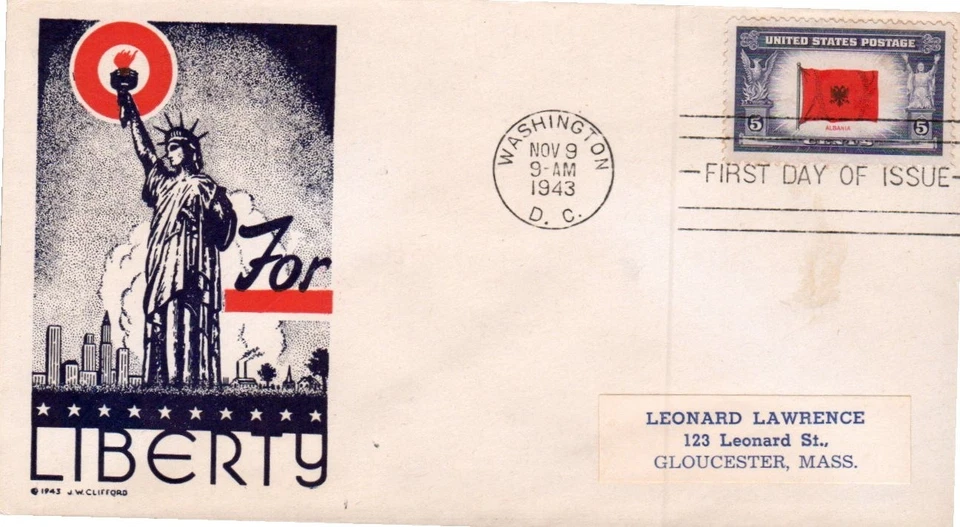 For
LIBERTY
© 1943 J.W. CLIFFORD
WASHINGTON
NOV 9
9-AM
1943
D. C.
UNITED STATES POSTAGE
ALBANIA
5 CENTS 5
FIRST DAY OF ISSUE
LEONARD LAWRENCE
123 Leonard St.,
GLOUCESTER, MASS.